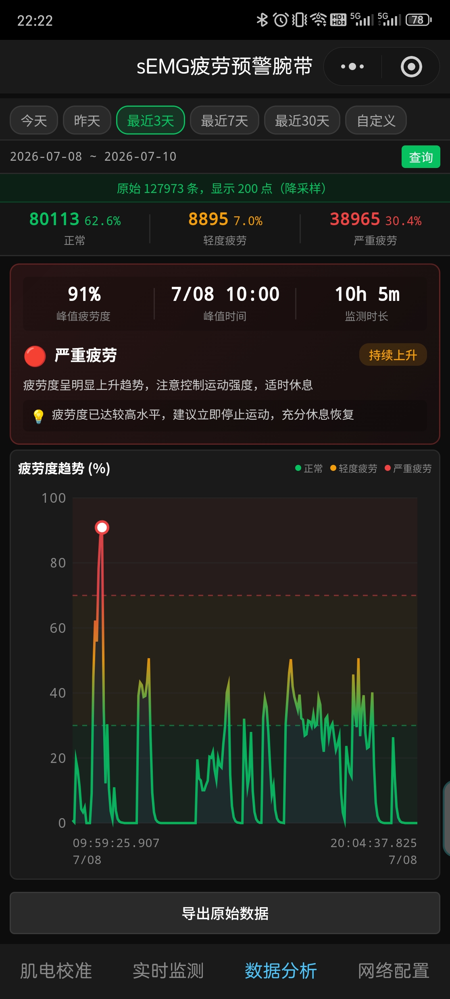 22:22
6
HD1
HD2
5G
5G
78
sEMG疲劳预警腕带
今天 昨天 最近3天 最近7天 最近30天 自定义
2026-07-08 ~ 2026-07-10 查询
原始 127973 条，显示 200 点（降采样）
80113 62.6% 8895 7.0% 38965 30.4%
正常 轻度疲劳 严重疲劳
91% 7/08 10:00 10h 5m
峰值疲劳度 峰值时间 监测时长
严重疲劳 持续上升
疲劳度呈明显上升趋势，注意控制运动强度，适时休息
疲劳度已达较高水平，建议立即停止运动，充分休息恢复
疲劳度趋势 (%) 正常 轻度疲劳 严重疲劳
100
80
60
40
20
0
09:59:25.907 20:04:37.825
7/08 7/08
导出原始数据
肌电校准 实时监测 数据分析 网络配置